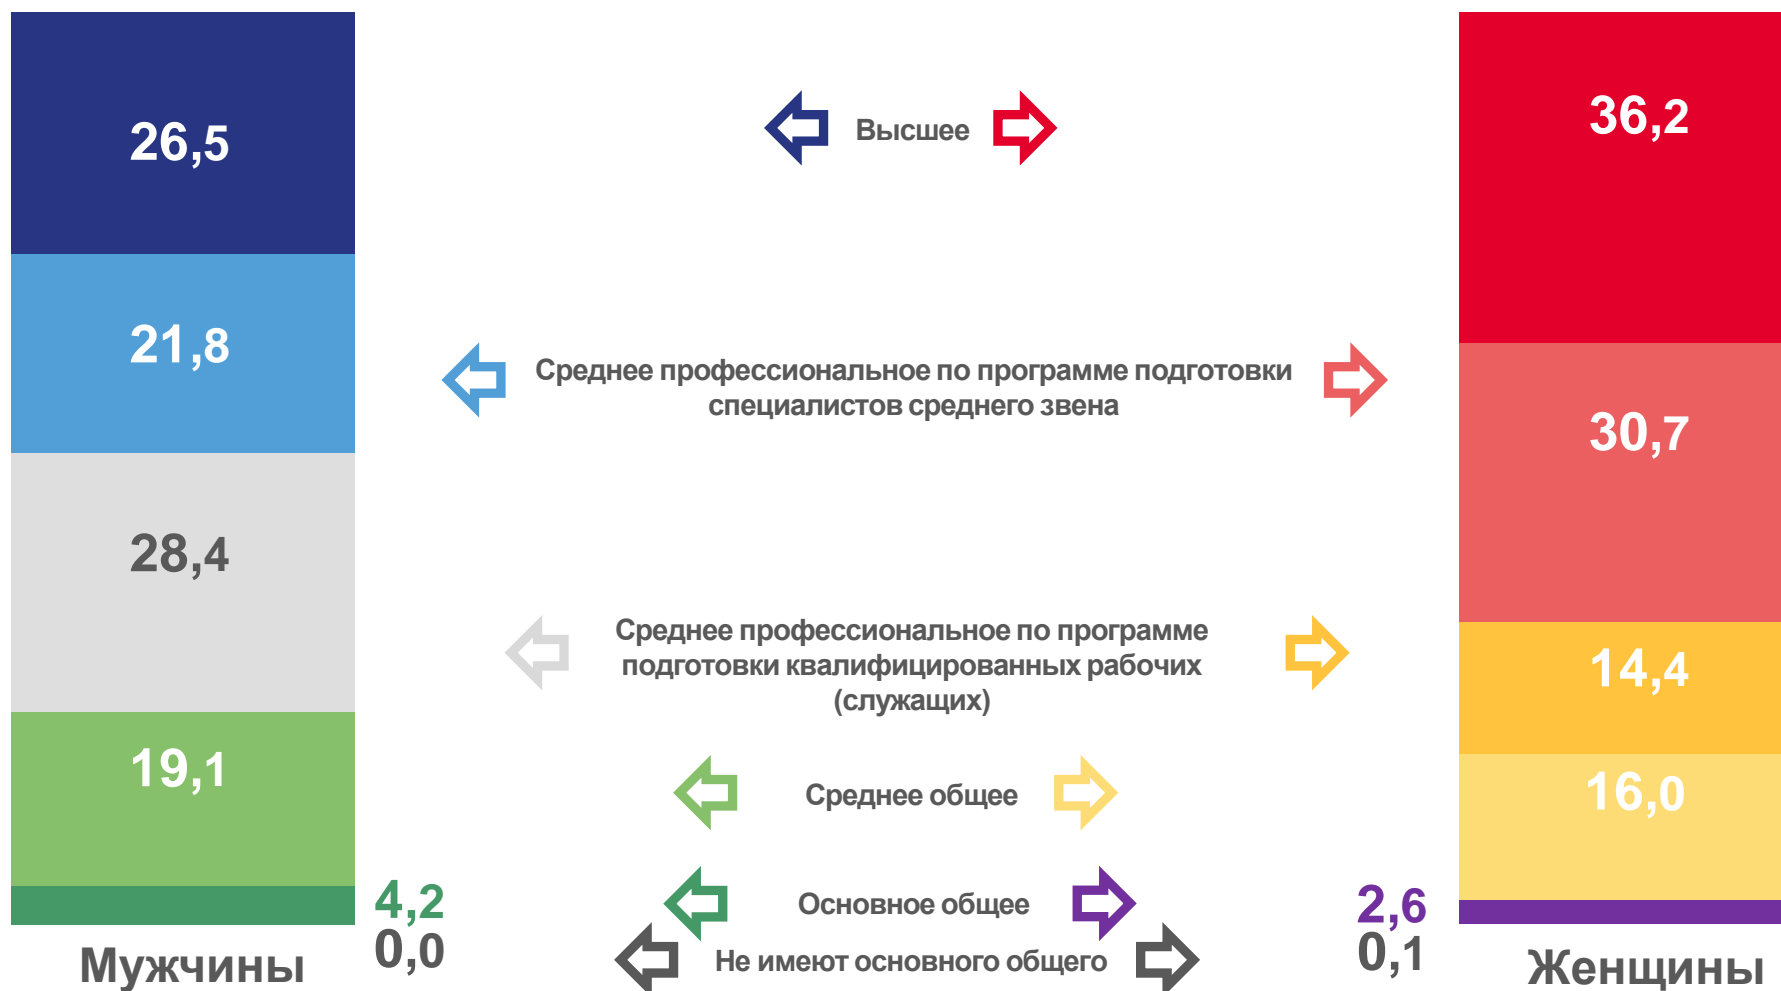 26,5
Высшее
36,2
21,8
Среднее профессиональное по программе подготовки
специалистов среднего звена
30,7
28,4
Среднее профессиональное по программе
подготовки квалифицированных рабочих
(служащих)
14,4
19,1
Среднее общее
16,0
4,2
Основное общее
2,6
0,0
Не имеют основного общего
0,1
Мужчины
Женщины